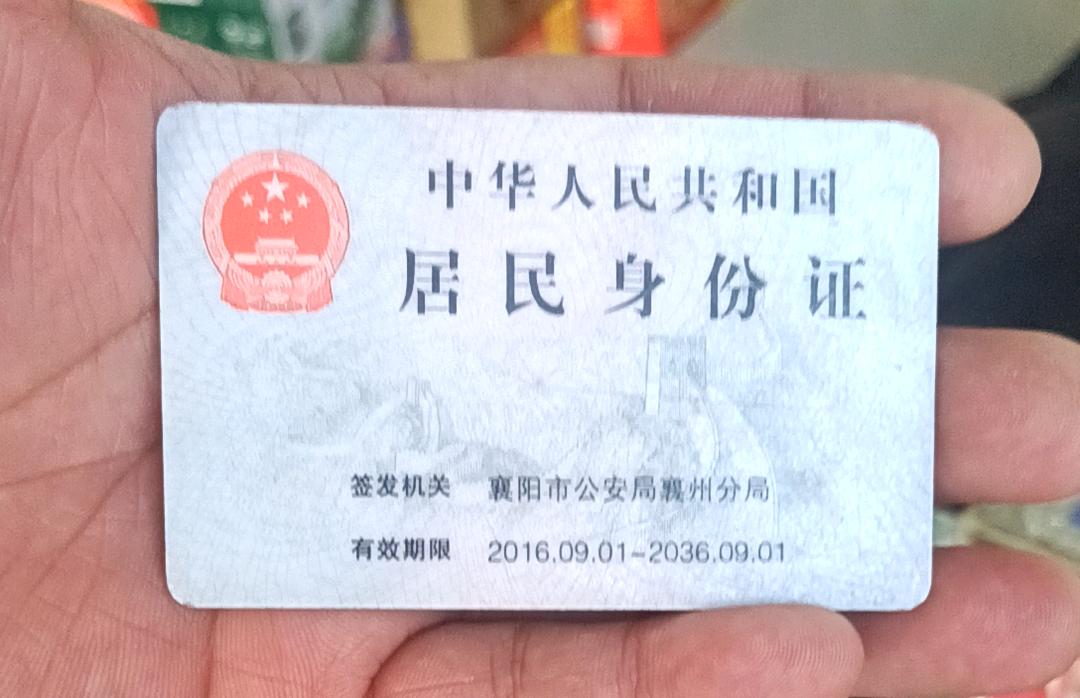 中华人民共和国
居民身份证
签发机关 襄阳市公安局襄州分局
有效期限 2016.09.01-2036.09.01